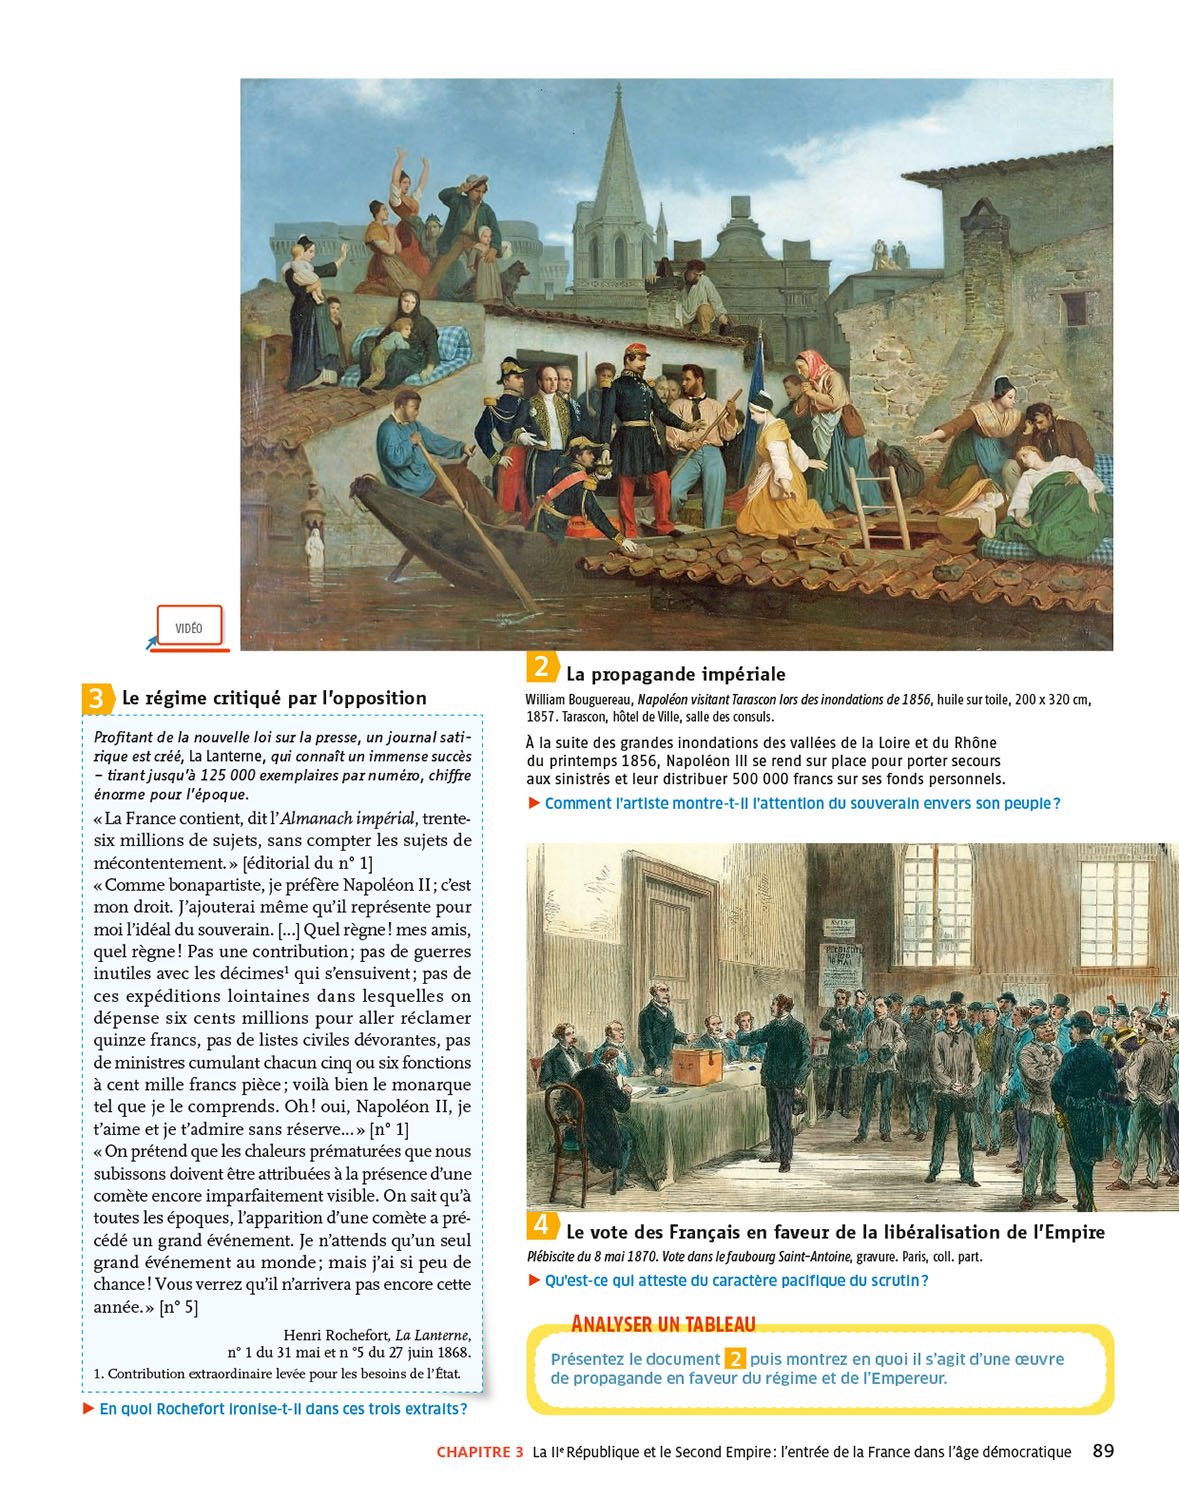 VIDÉO
2 La propagande impériale
William Bouguereau, Napoléon visitant Tarascon lors des inondations de 1856, huile sur toile, 200 x 320 cm,
1857. Tarascon, hôtel de Ville, salle des consuls.
À la suite des grandes inondations des vallées de la Loire et du Rhône
du printemps 1856, Napoléon III se rend sur place pour porter secours
aux sinistrés et leur distribuer 500 000 francs sur ses fonds personnels.
▶ Comment l'artiste montre-t-il l'attention du souverain envers son peuple ?
3 Le régime critiqué par l'opposition
Profitant de la nouvelle loi sur la presse, un journal sati-
rique est créé, La Lanterne, qui connaît un immense succès
– tirant jusqu'à 125 000 exemplaires par numéro, chiffre
énorme pour l'époque.
« La France contient, dit l'Almanach impérial, trente-
six millions de sujets, sans compter les sujets de
mécontentement. » [éditorial du n° 1]
« Comme bonapartiste, je préfère Napoléon II ; c'est
mon droit. J'ajouterai même qu'il représente pour
moi l'idéal du souverain. [...] Quel règne ! mes amis,
quel règne ! Pas une contribution ; pas de guerres
inutiles avec les décimes¹ qui s'ensuivent ; pas de
ces expéditions lointaines dans lesquelles on
dépense six cents millions pour aller réclamer
quinze francs, pas de listes civiles dévorantes, pas
de ministres cumulant chacun cinq ou six fonctions
à cent mille francs pièce ; voilà bien le monarque
tel que je le comprends. Oh ! oui, Napoléon II, je
t'aime et je t'admire sans réserve... » [n° 1]
« On prétend que les chaleurs prématurées que nous
subissons doivent être attribuées à la présence d'une
comète encore imparfaitement visible. On sait qu'à
toutes les époques, l'apparition d'une comète a pré-
cédé un grand événement. Je n'attends qu'un seul
grand événement au monde ; mais j'ai si peu de
chance ! Vous verrez qu'il n'arrivera pas encore cette
année. » [n° 5]
Henri Rochefort, La Lanterne,
n° 1 du 31 mai et n °5 du 27 juin 1868.
1. Contribution extraordinaire levée pour les besoins de l'État.
▶ En quoi Rochefort ironise-t-il dans ces trois extraits ?
AVIS
4 Le vote des Français en faveur de la libéralisation de l'Empire
Plébiscite du 8 mai 1870. Vote dans le faubourg Saint-Antoine, gravure. Paris, coll. part.
▶ Qu'est-ce qui atteste du caractère pacifique du scrutin ?
ANALYSER UN TABLEAU
Présentez le document 2 puis montrez en quoi il s'agit d'une œuvre
de propagande en faveur du régime et de l'Empereur.
CHAPITRE 3 La IIe République et le Second Empire : l'entrée de la France dans l'âge démocratique 89